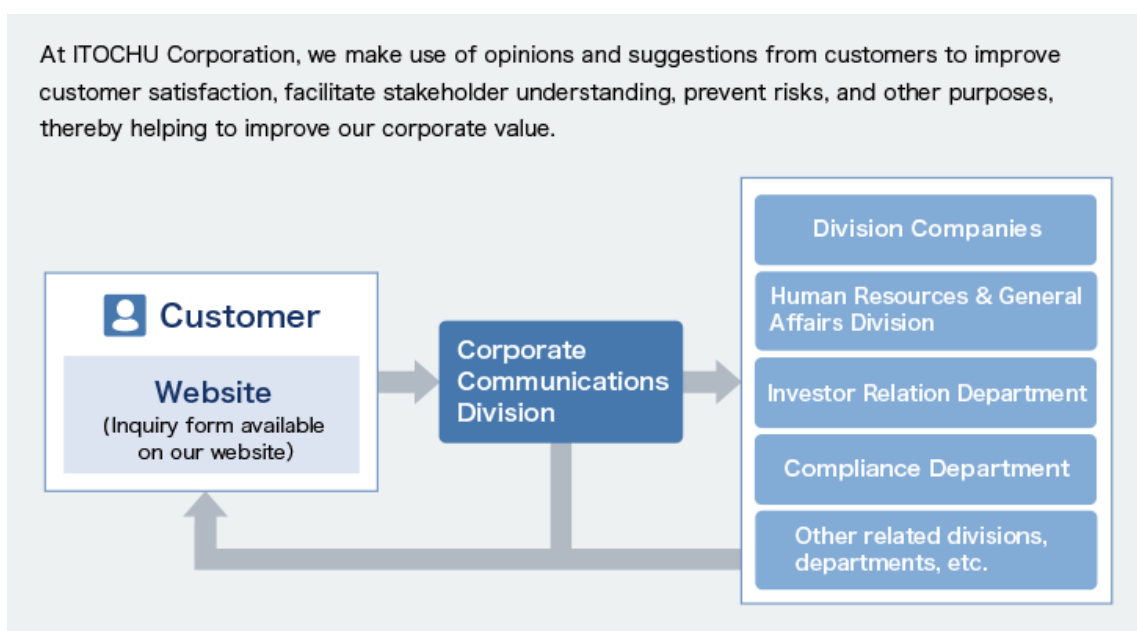 At ITOCHU Corporation, we make use of opinions and suggestions from customers to improve
customer satisfaction, facilitate stakeholder understanding, prevent risks, and other purposes,
thereby helping to improve our corporate value.
Customer
Website
(Inquiry form available
on our website)
Corporate
Communications
Division
Division Companies
Human Resources & General
Affairs Division
Investor Relation Department
Compliance Department
Other related divisions,
departments, etc.